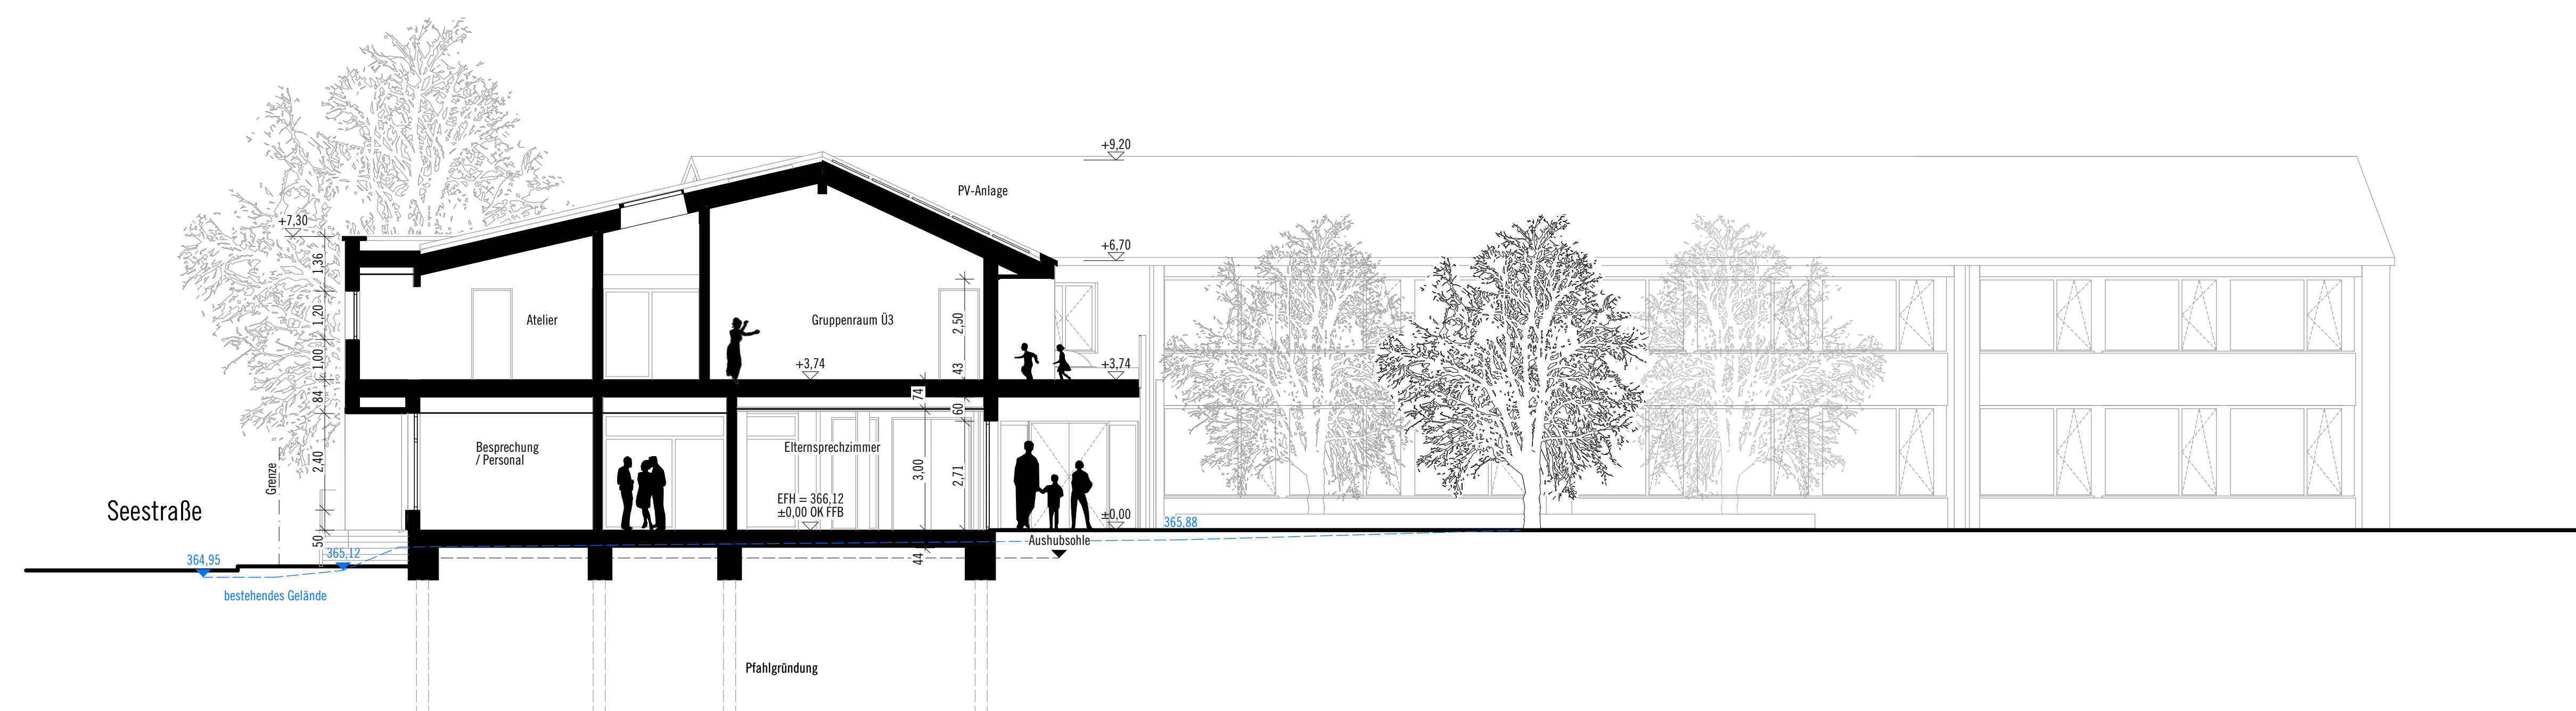 +9,20
PV-Anlage
+7,30
+6,70
1,36
1,20
1,00
84
2,40
50
Atelier
Gruppenraum Ü3
2,50
43
+3,74
+3,74
74
60
Besprechung
/ Personal
Elternsprechzimmer
3,00
2,71
44
EFH = 366,12
±0,00 OK FFB
±0,00
365,88
Aushubsohle
Grenze
Seestraße
364,95
365,12
bestehendes Gelände
Pfahlgründung